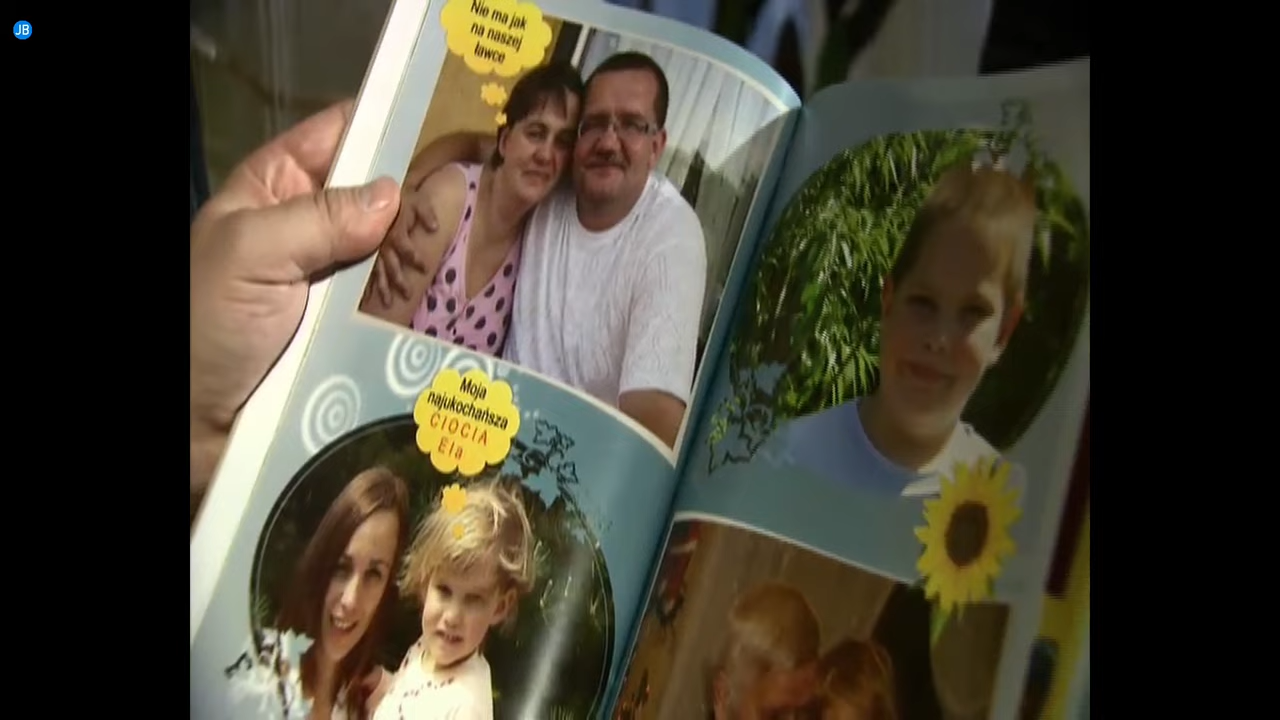 JB
Nie ma jak
na naszej
ławce
Moja
najukochańsza
CIOCIA
Ela